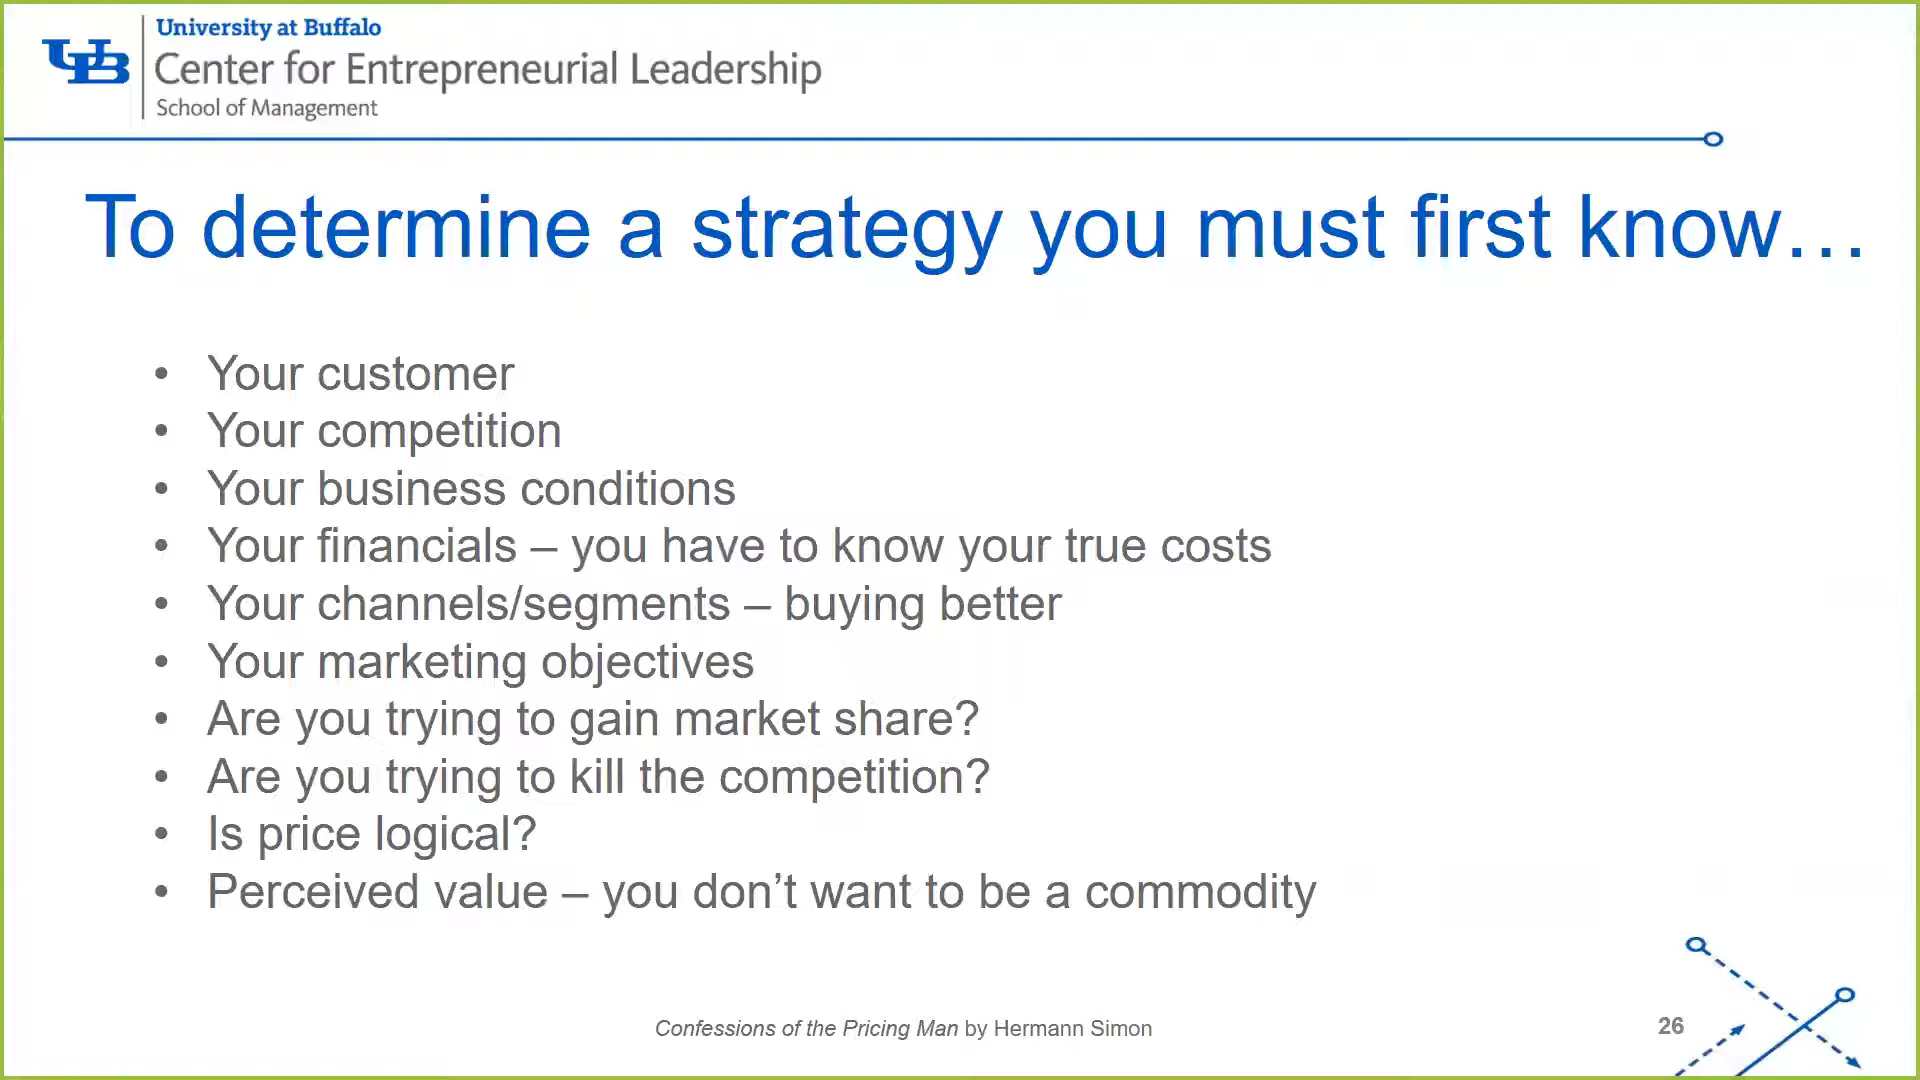 University at Buffalo
UB
Center for Entrepreneurial Leadership
School of Management
To determine a strategy you must first know…
• Your customer
• Your competition
• Your business conditions
• Your financials – you have to know your true costs
• Your channels/segments – buying better
• Your marketing objectives
• Are you trying to gain market share?
• Are you trying to kill the competition?
• Is price logical?
• Perceived value – you don’t want to be a commodity
Confessions of the Pricing Man by Hermann Simon
26